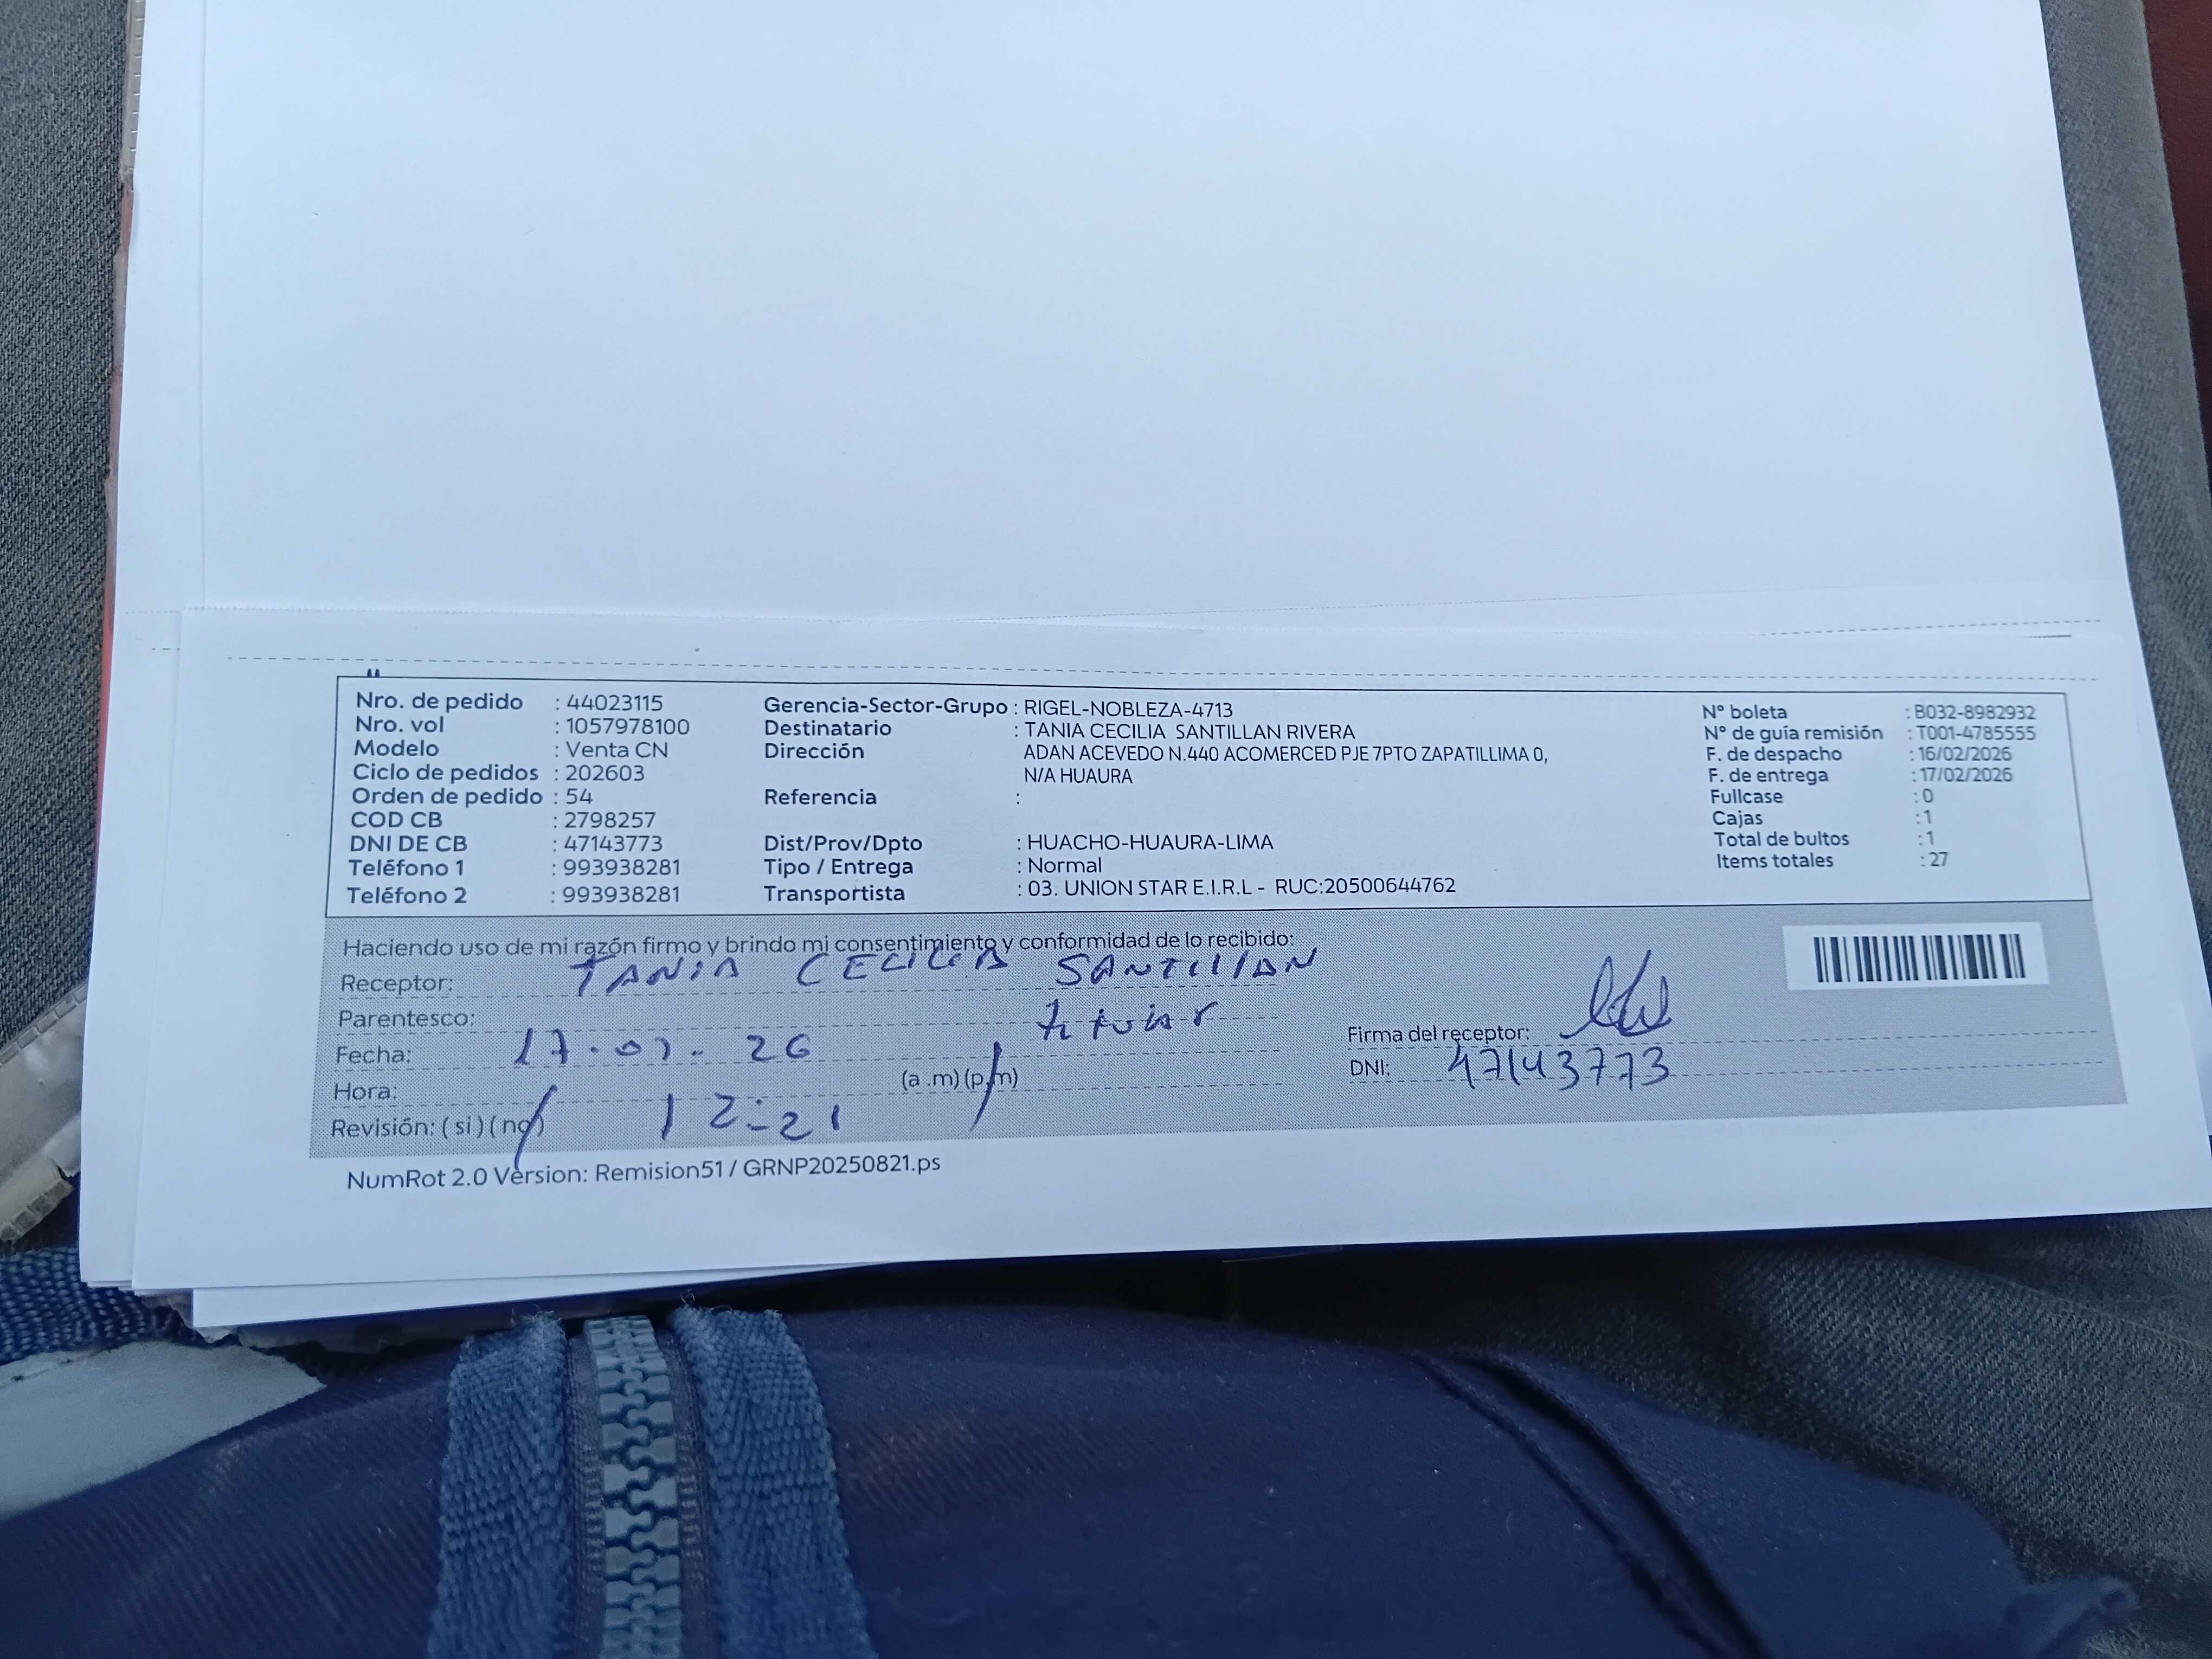 Nro. de pedido : 44023115
Nro. vol : 1057978100
Modelo : Venta CN
Ciclo de pedidos : 202603
Orden de pedido : 54
COD CB : 2798257
DNI DE CB : 47143773
Teléfono 1 : 993938281
Teléfono 2 : 993938281
Gerencia-Sector-Grupo : RIGEL-NOBLEZA-4713
Destinatario : TANIA CECILIA SANTILLAN RIVERA
Dirección ADAN ACEVEDO N.440 ACOMERCED PJE 7PTO ZAPATILLIMA 0,
N/A HUAURA
Referencia :
Dist/Prov/Dpto : HUACHO-HUAURA-LIMA
Tipo / Entrega : Normal
Transportista : 03. UNION STAR E.I.R.L - RUC:20500644762
N° boleta : B032-8982932
N° de guía remisión : T001-4785555
F. de despacho : 16/02/2026
F. de entrega : 17/02/2026
Fullcase : 0
Cajas : 1
Total de bultos : 1
Items totales : 27
Haciendo uso de mi razón firmo y brindo mi consentimiento y conformidad de lo recibido:
Receptor: TANIA CECILIA SANTILLAN
Parentesco: titular
Fecha: 17. - 26
Hora: (a .m) (p.m)
Revisión: ( si ) ( no ) 12:21
Firma del receptor:
DNI: 47143773
NumRot 2.0 Version: Remision51 / GRNP20250821.ps